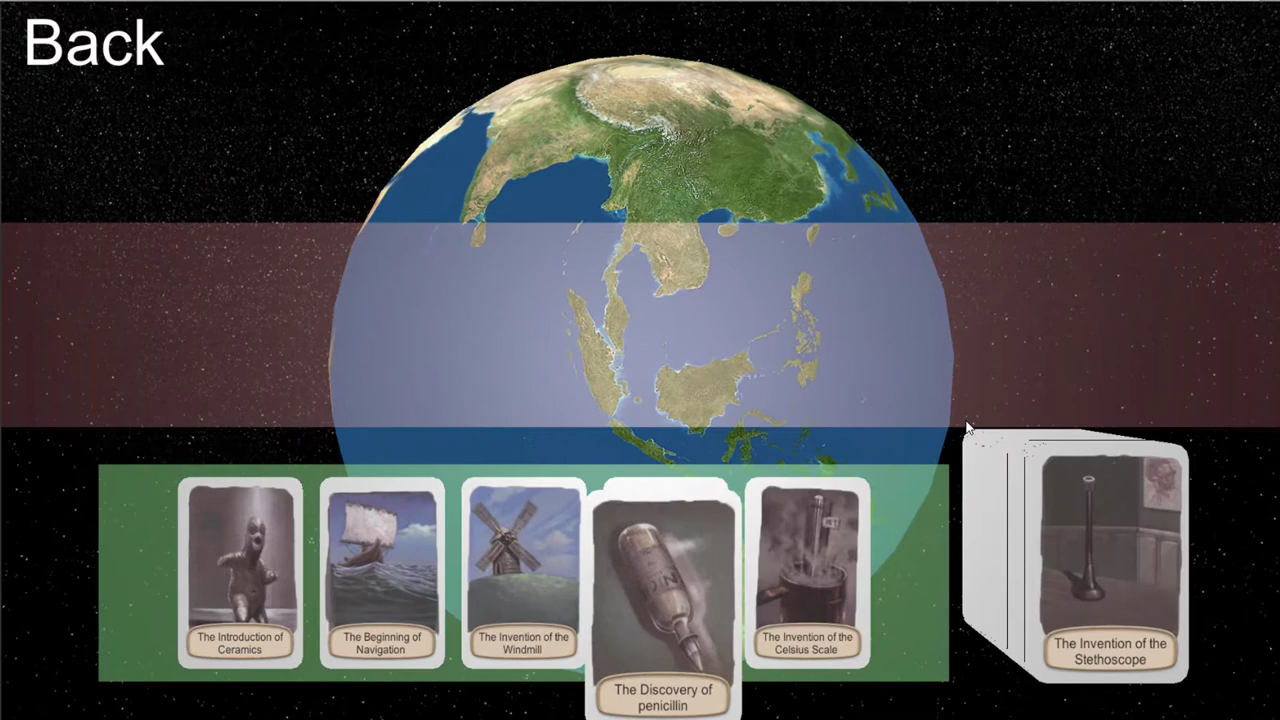 Back
The Introduction of
Ceramics
The Beginning of
Navigation
The Invention of the
Windmill
The Discovery of
penicillin
The Invention of the
Celsius Scale
The Invention of the
Stethoscope